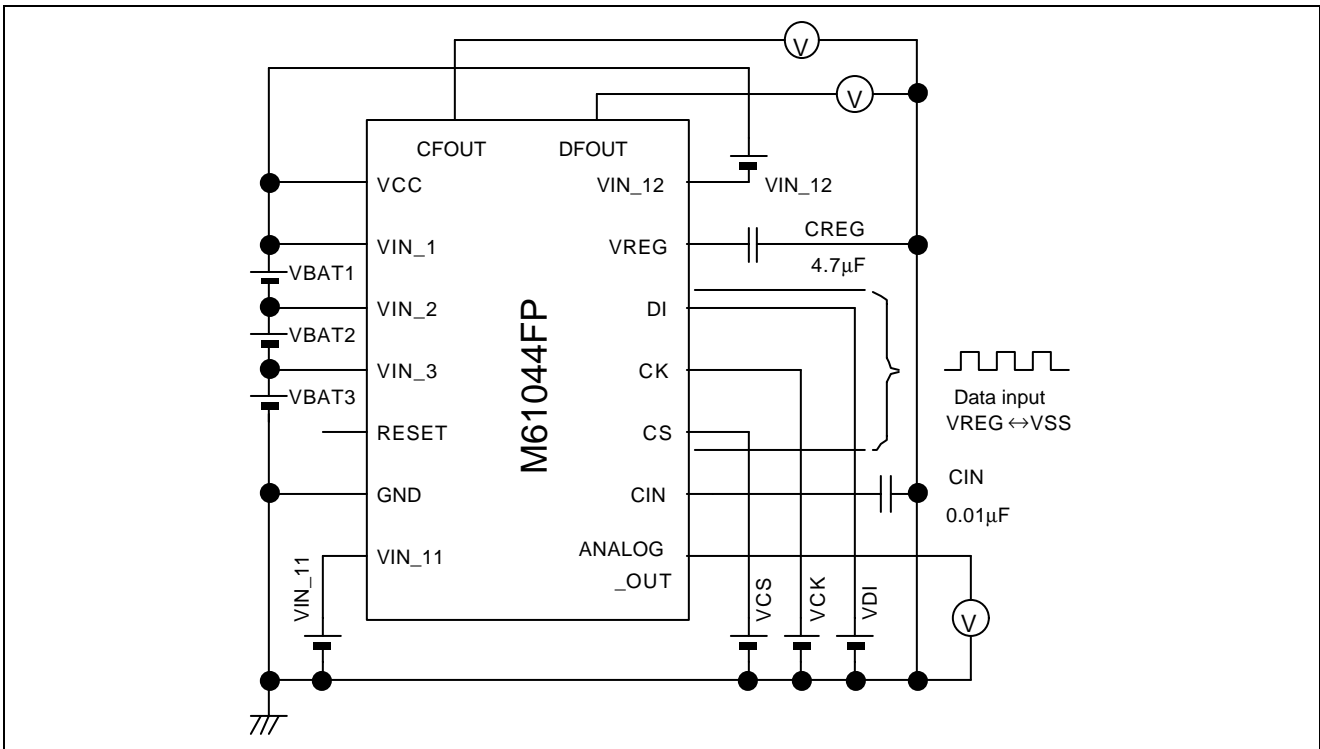 V
V
CFOUT DFOUT
VCC VIN_12 VIN_12
VIN_1 VREG CREG
4.7µF
VBAT1
VIN_2 DI
VBAT2
VIN_3 CK
VBAT3
M61044FP
Data input
VREG ↔VSS
RESET CS
CIN
GND CIN
0.01µF
VIN_11 ANALOG
_OUT
VIN_11
VCS VCK VDI
V